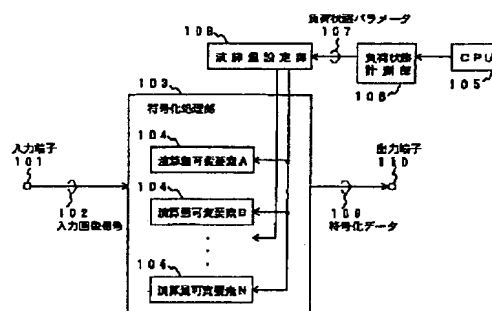 負荷状態パラメータ
108
107
演算量設定部
負荷状態
計測部
CPU
106
105
103
符号化処理部
入力端子
101
102
入力画像信号
104
演算量可変要素A
104
演算量可変要素B
104
演算量可変要素N
出力端子
110
109
符号化データ